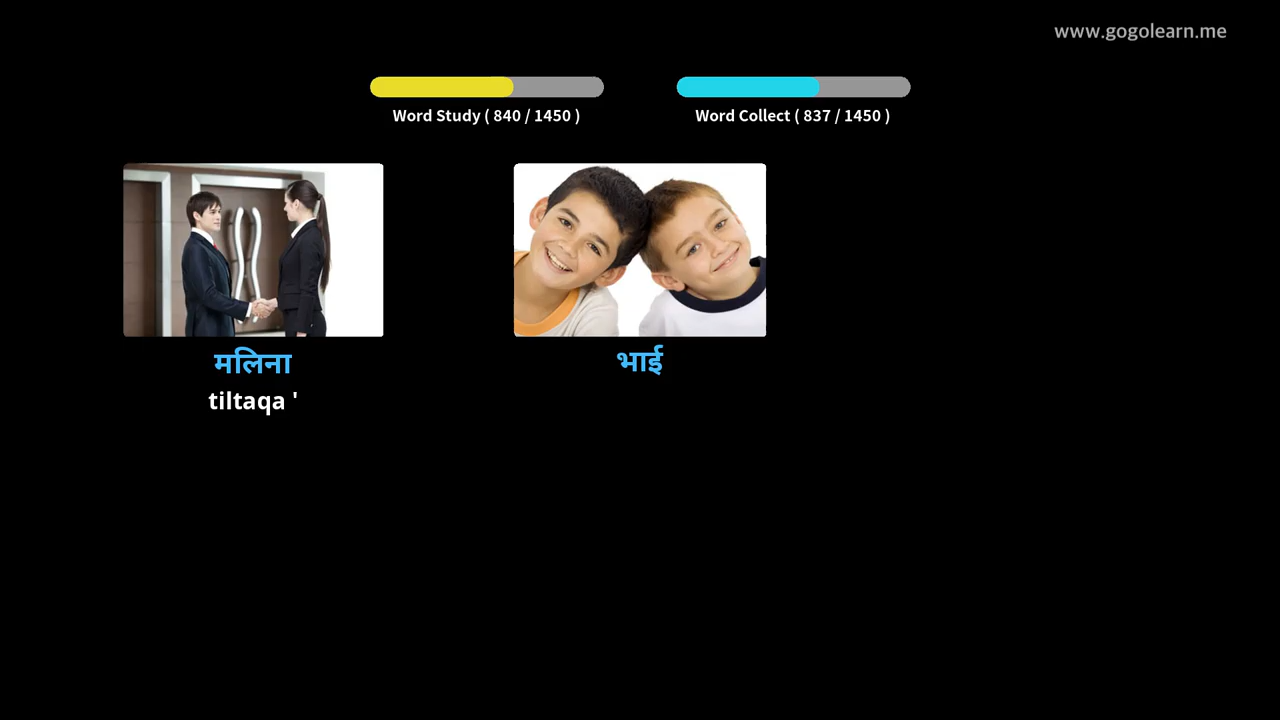 www.gogolearn.me
Word Study ( 840 / 1450 )
Word Collect ( 837 / 1450 )
मलिना
tiltaqa '
भाई